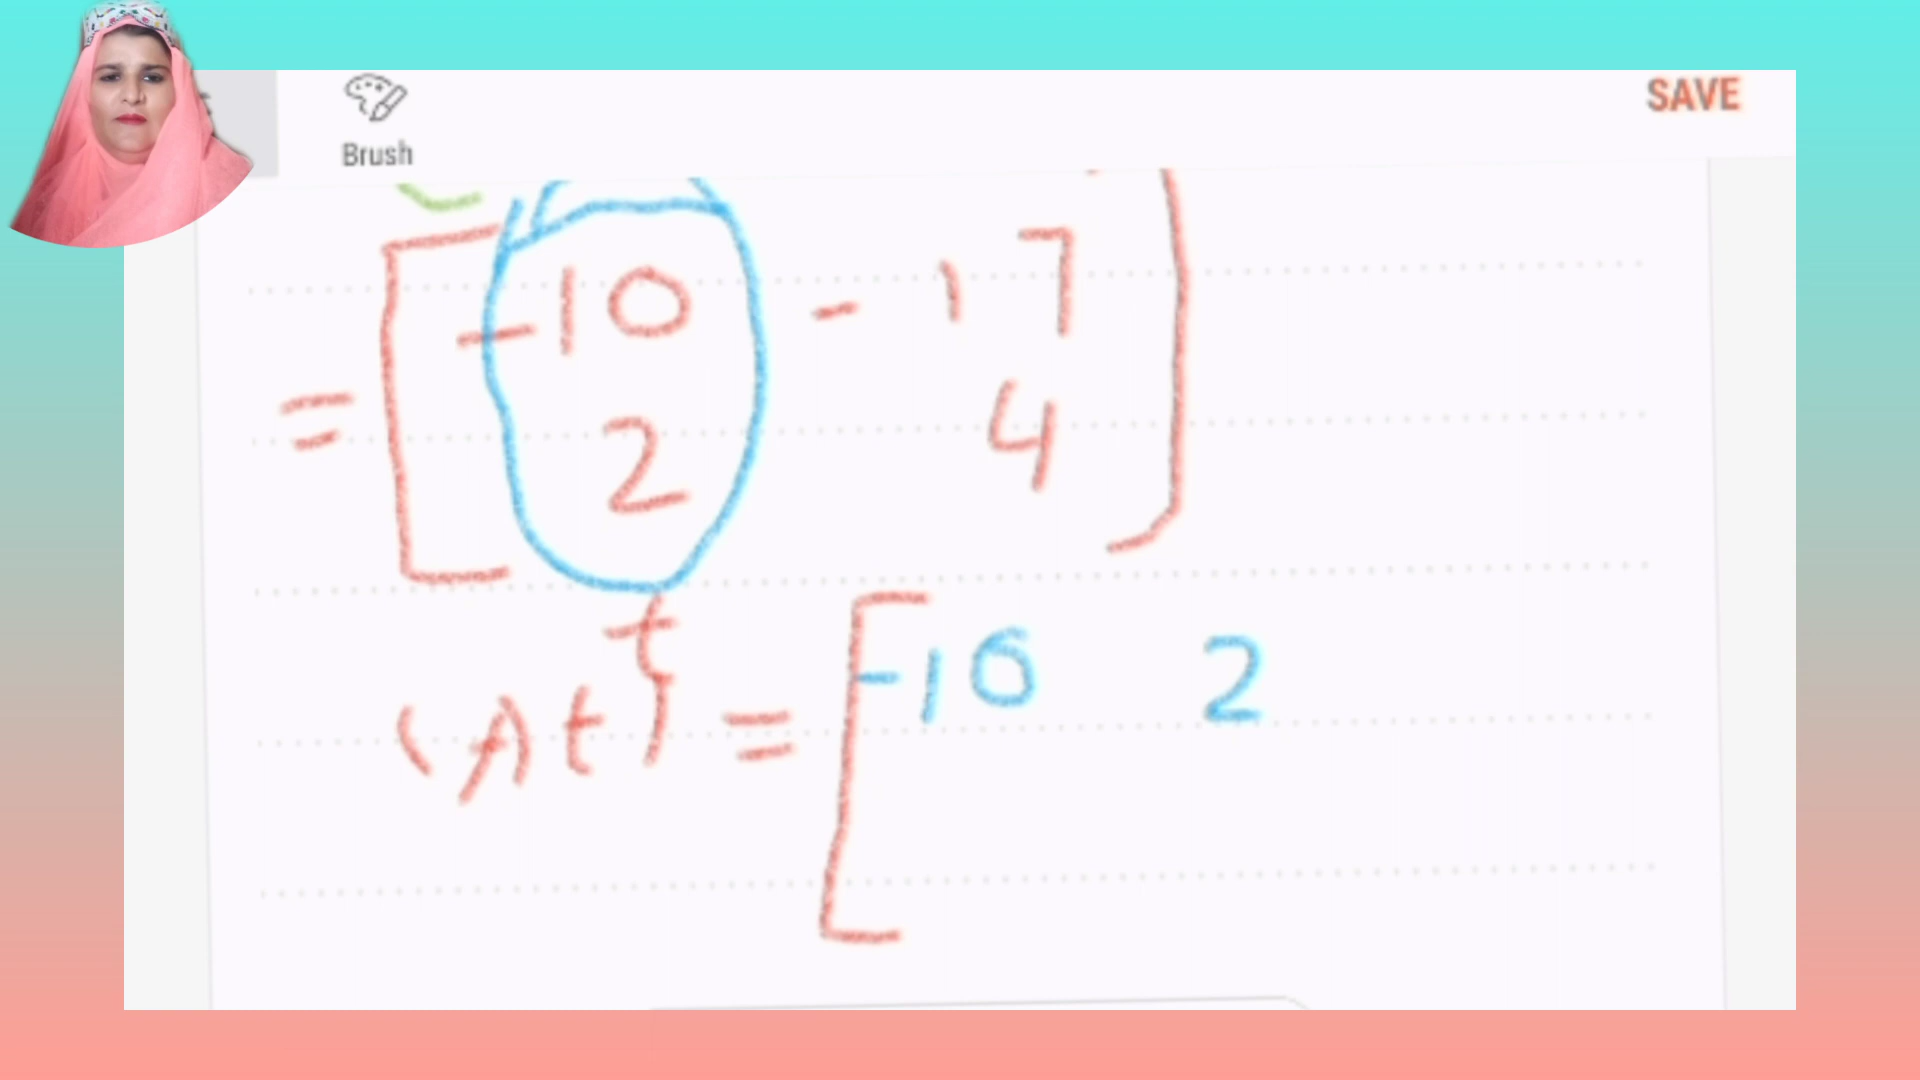 SAVE
Brush
-10 - 17
= 2 4
t
(At) = -10 2